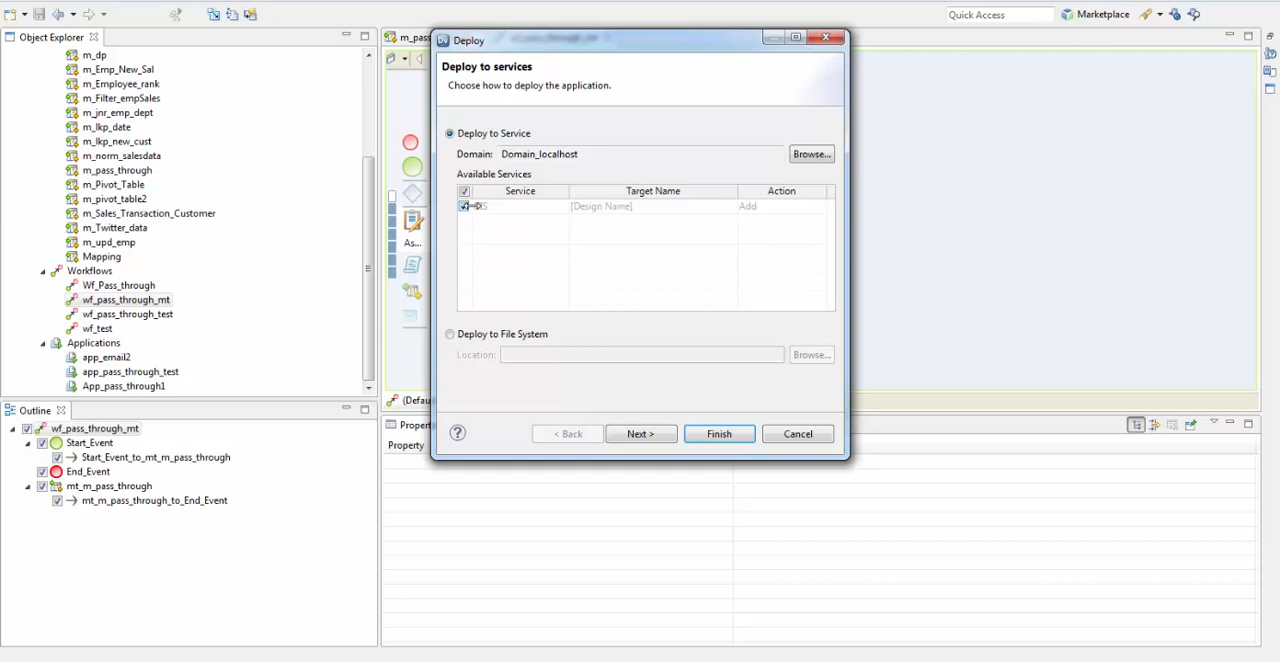 Quick Access
Marketplace
Object Explorer
m_dp
m_Emp_New_Sal
m_Employee_rank
m_Filter_empSales
m_jnr_emp_dept
m_lkp_date
m_lkp_new_cust
m_norm_salesdata
m_pass_through
m_Pivot_Table
m_pivot_table2
m_Sales_Transaction_Customer
m_Twitter_data
m_upd_emp
Mapping
Workflows
Wf_Pass_through
wf_pass_through_mt
wf_pass_through_test
wf_test
Applications
app_email2
app_pass_through_test
App_pass_through1
Outline
wf_pass_through_mt
Start_Event
Start_Event_to_mt_m_pass_through
End_Event
mt_m_pass_through
mt_m_pass_through_to_End_Event
m_pass
As...
(Defau
Propert
Property
Deploy
Deploy to services
Choose how to deploy the application.
Deploy to Service
Domain: Domain_localhost
Browse...
Available Services
Service Target Name Action
[Design Name] Add
Deploy to File System
Location:
Browse...
?
< Back Next > Finish Cancel